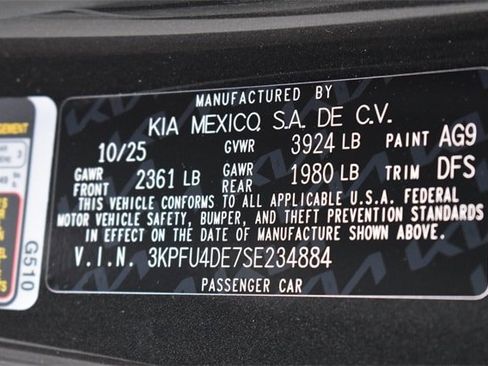 MANUFACTURED BY
KIA MEXICO, S.A. DE C.V.
10/25 GVWR 3924 LB PAINT AG9
GAWR FRONT 2361 LB GAWR REAR 1980 LB TRIM DFS
THIS VEHICLE CONFORMS TO ALL APPLICABLE U.S.A. FEDERAL
MOTOR VEHICLE SAFETY, BUMPER, AND THEFT PREVENTION STANDARDS
IN EFFECT ON THE DATE OF MANUFACTURE SHOWN ABOVE.
V.I.N. 3KPFU4DE7SE234884
PASSENGER CAR
G510